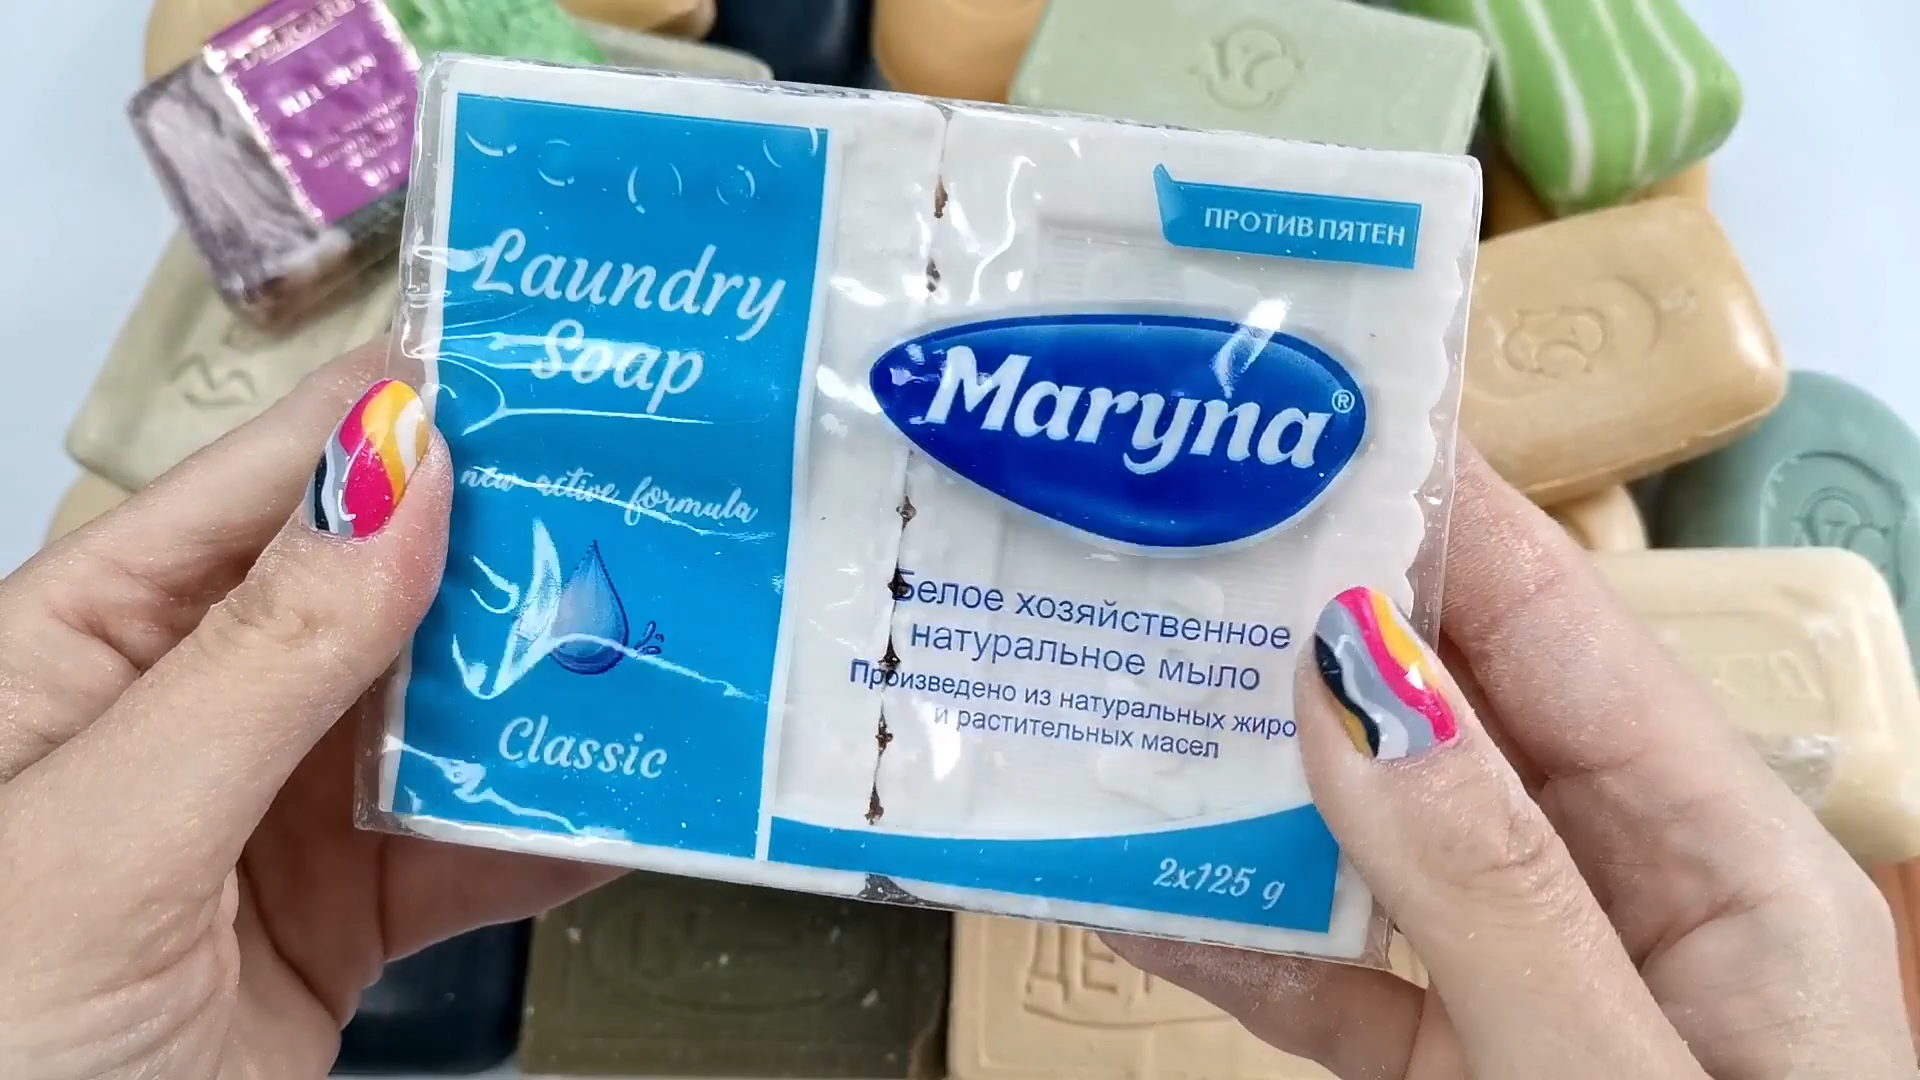 Laundry
Soap
new active formula
Classic
ПРОТИВ ПЯТЕН
Maryna®
Белое хозяйственное
натуральное мыло
Произведено из натуральных жиро
и растительных масел
2x125 g
ДЕТ